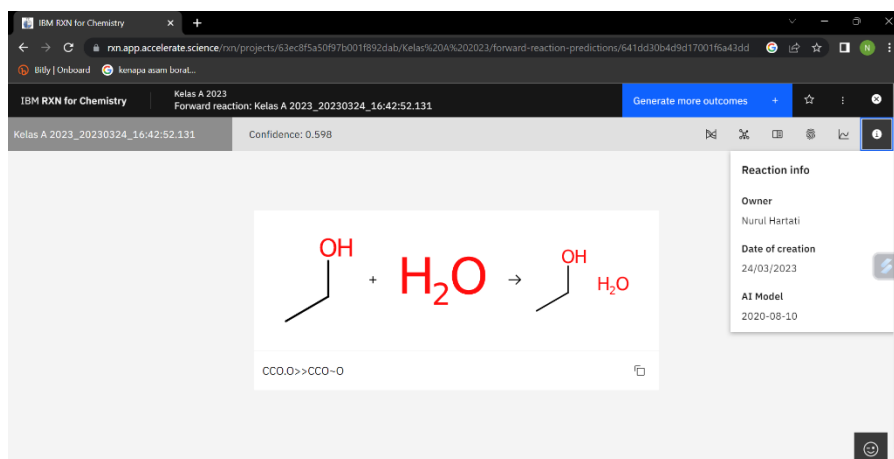 IBM RXN for Chemistry
rxn.app.accelerate.science/rxn/projects/63ec8f5a50f97b001f892dab/Kelas%20A%202023/forward-reaction-predictions/641dd30b4d9d17001f6a43dd
N
Bitly | Onboard
kenapa asam borat...
IBM RXN for Chemistry
Kelas A 2023
Forward reaction: Kelas A 2023_20230324_16:42:52.131
Generate more outcomes +
Kelas A 2023_20230324_16:42:52.131
Confidence: 0.598
Reaction info
Owner
Nurul Hartati
Date of creation
24/03/2023
AI Model
2020-08-10
OH + H₂O → OH H₂O
CCO.O>>CCO~O